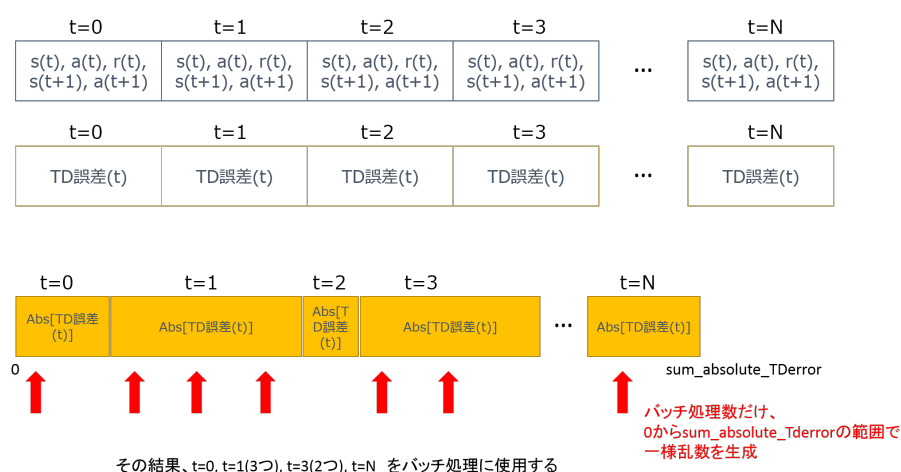 t=0 t=1 t=2 t=3 t=N
s(t), a(t), r(t), s(t), a(t), r(t), s(t), a(t), r(t), s(t), a(t), r(t), ... s(t), a(t), r(t),
s(t+1), a(t+1) s(t+1), a(t+1) s(t+1), a(t+1) s(t+1), a(t+1) s(t+1), a(t+1)
t=0 t=1 t=2 t=3 t=N
TD誤差(t) TD誤差(t) TD誤差(t) TD誤差(t) ... TD誤差(t)
t=0 t=1 t=2 t=3 t=N
Abs[TD誤差
(t)]
Abs[TD誤差(t)]
Abs[T
D誤差
(t)]
Abs[TD誤差(t)]
...
Abs[TD誤差(t)]
0 sum_absolute_TDerror
バッチ処理数だけ、
0からsum_absolute_Tderrorの範囲で
一様乱数を生成
その結果、t=0, t=1(3つ), t=3(2つ), t=N をバッチ処理に使用する